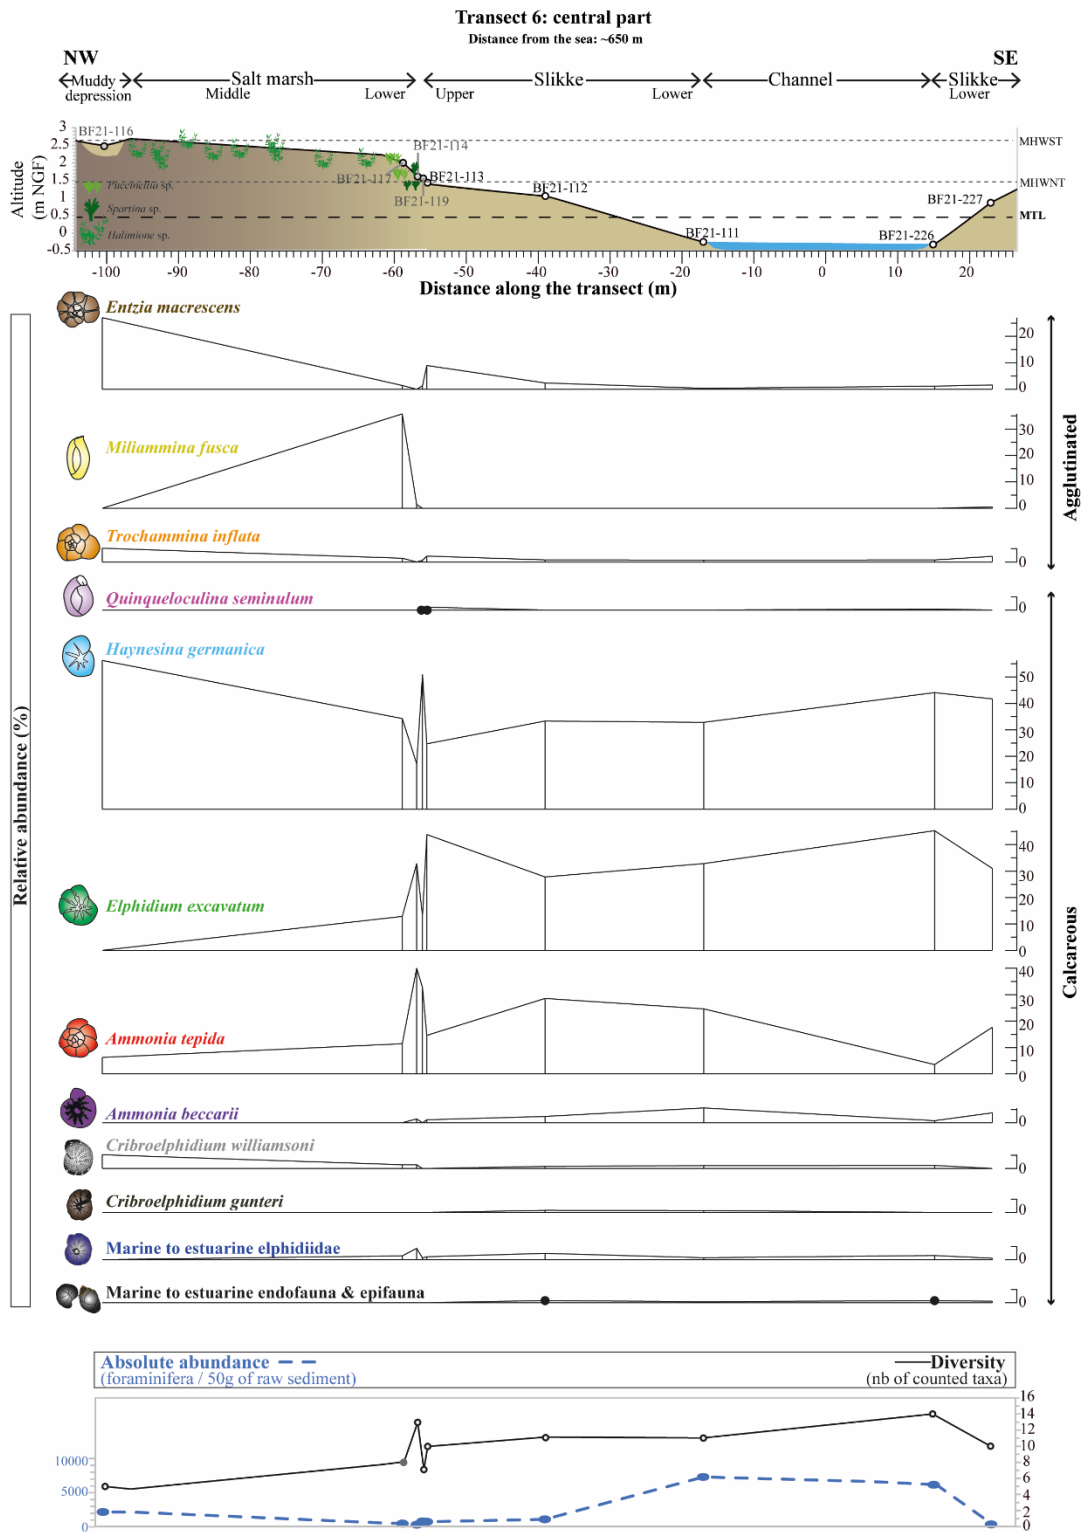 Transect 6: central part
Distance from the sea: ~650 m
NW
SE
Muddy depression
Salt marsh
Middle
Lower
Slikke
Upper
Lower
Channel
Slikke
Lower
Altitude (m NGF)
3
2.5
2
1.5
1
0.5
0
-0.5
BF21-116
BF21-114
BF21-117
BF21-113
BF21-119
BF21-112
BF21-111
BF21-226
BF21-227
MHWST
MHWNT
MTL
Puccinellia sp.
Spartina sp.
Halimione sp.
-100 -90 -80 -70 -60 -50 -40 -30 -20 -10 0 10 20
Distance along the transect (m)
Relative abundance (%)
Entzia macrescens
20
10
0
Miliammina fusca
30
20
10
0
Trochammina inflata
0
Agglutinated
Quinqueloculina seminulum
0
Haynesina germanica
50
40
30
20
10
0
Elphidium excavatum
40
30
20
10
0
Ammonia tepida
40
30
20
10
0
Ammonia beccarii
0
Cribroelphidium williamsoni
0
Cribroelphidium gunteri
0
Marine to estuarine elphidiidae
0
Marine to estuarine endofauna & epifauna
0
Calcareous
Absolute abundance
(foraminifera / 50g of raw sediment)
Diversity
(nb of counted taxa)
10000
5000
0
16
14
12
10
8
6
4
2
0